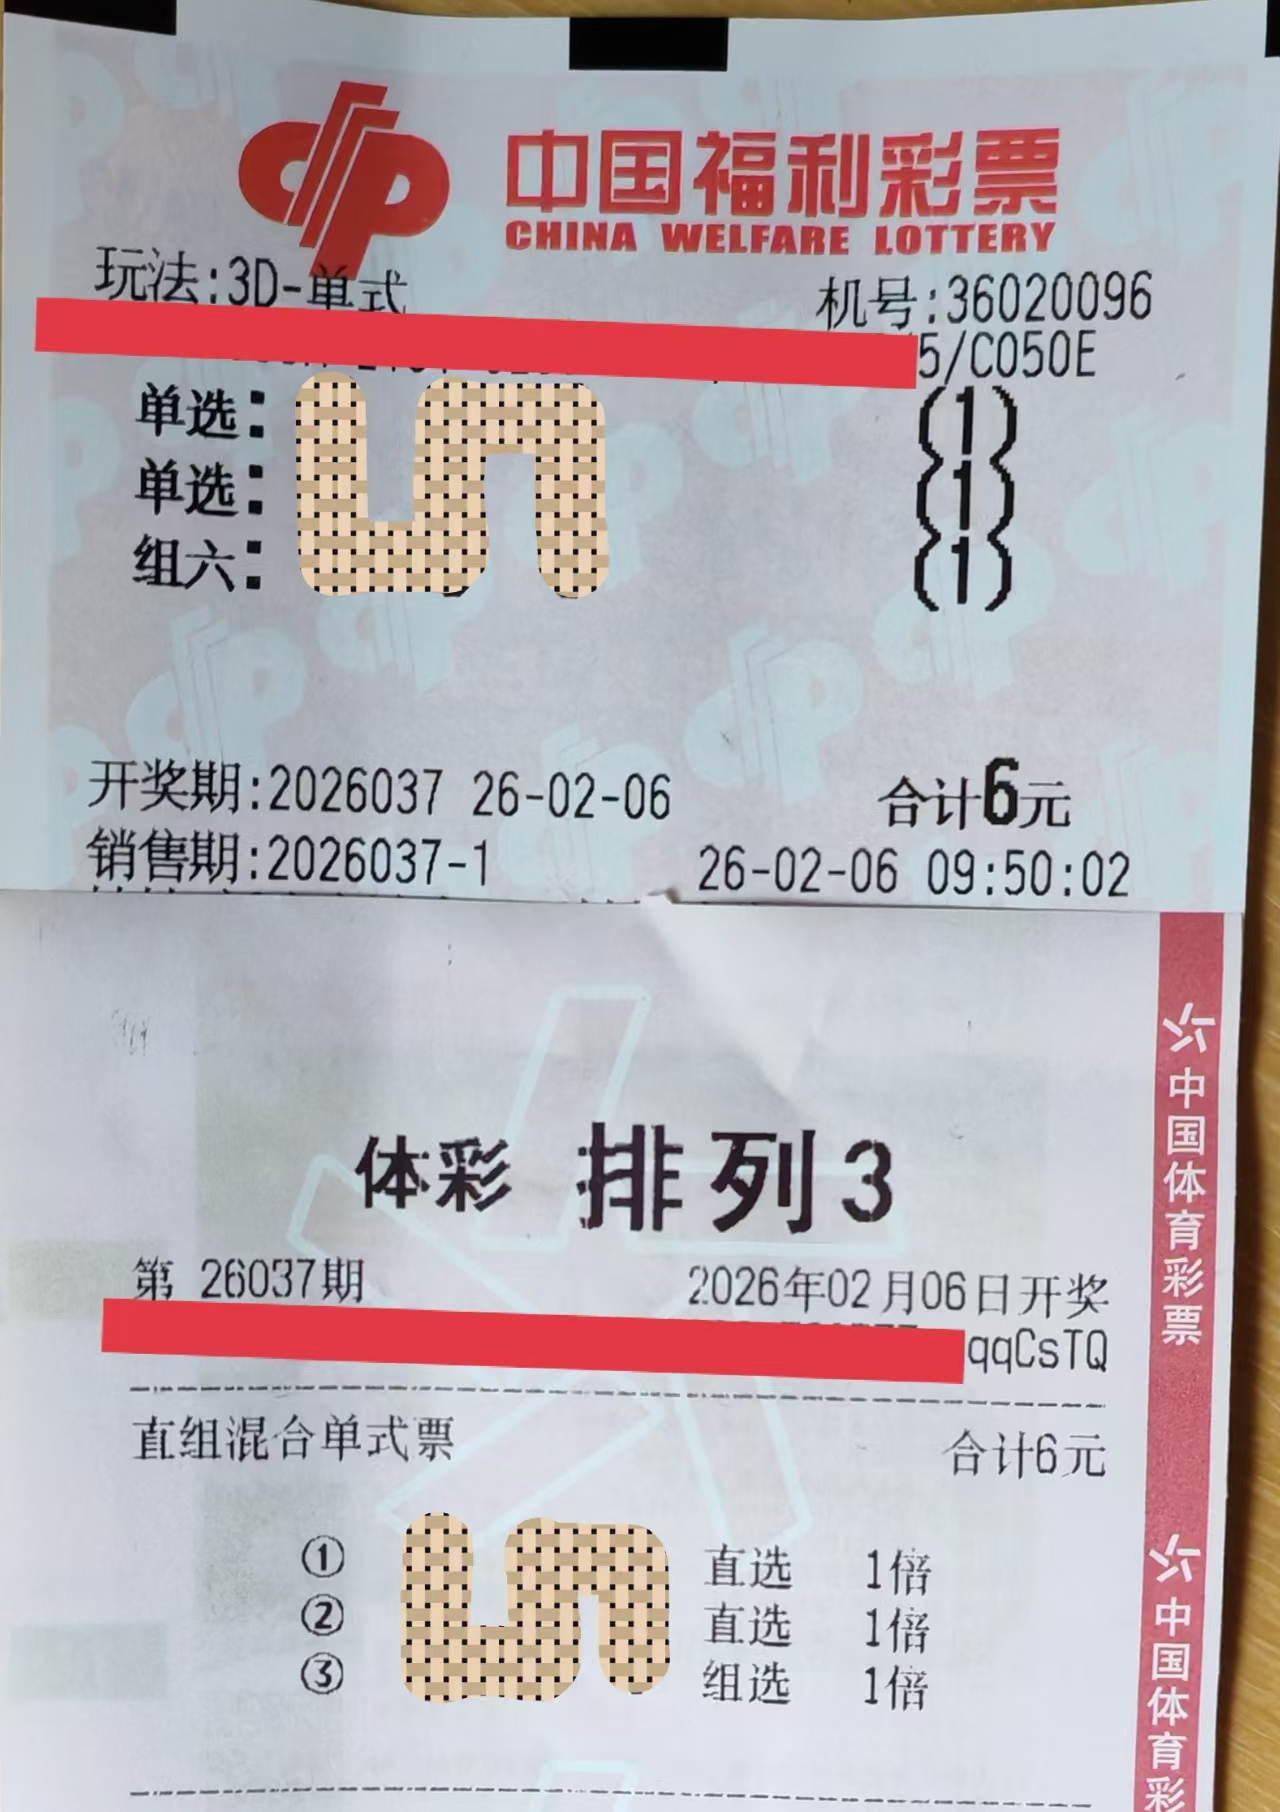 中国福利彩票
CHINA WELFARE LOTTERY
玩法:3D-单式
机号:36020096
5/C050E
单选: (1)
单选: (1)
组六: (1)
开奖期:2026037 26-02-06 合计6元
销售期:2026037-1 26-02-06 09:50:02
体彩 排列3
第 26037期 2026年02月06日开奖
qqCsTQ
直组混合单式票 合计6元
① 直选 1倍
② 直选 1倍
③ 组选 1倍
中国体育彩票
中国体育彩